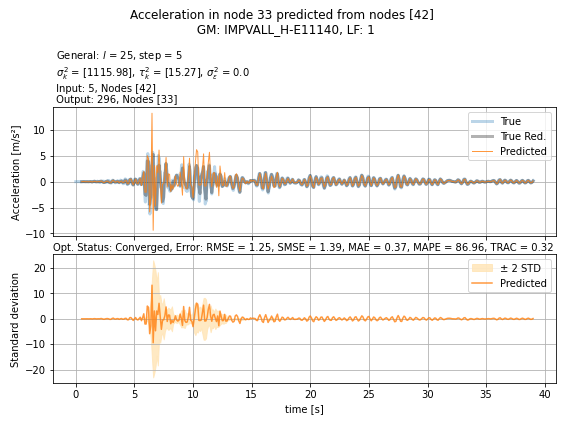 Acceleration in node 33 predicted from nodes [42]
GM: IMPVALL_H-E11140, LF: 1
General: l = 25, step = 5
σ²ₖ = [1115.98], τ²ₖ = [15.27], σ²_ε = 0.0
Input: 5, Nodes [42]
Output: 296, Nodes [33]
Acceleration [m/s²]
10
5
0
−5
−10
True
True Red.
Predicted
Opt. Status: Converged, Error: RMSE = 1.25, SMSE = 1.39, MAE = 0.37, MAPE = 86.96, TRAC = 0.32
Standard deviation
20
10
0
−10
−20
± 2 STD
Predicted
0 5 10 15 20 25 30 35 40
time [s]